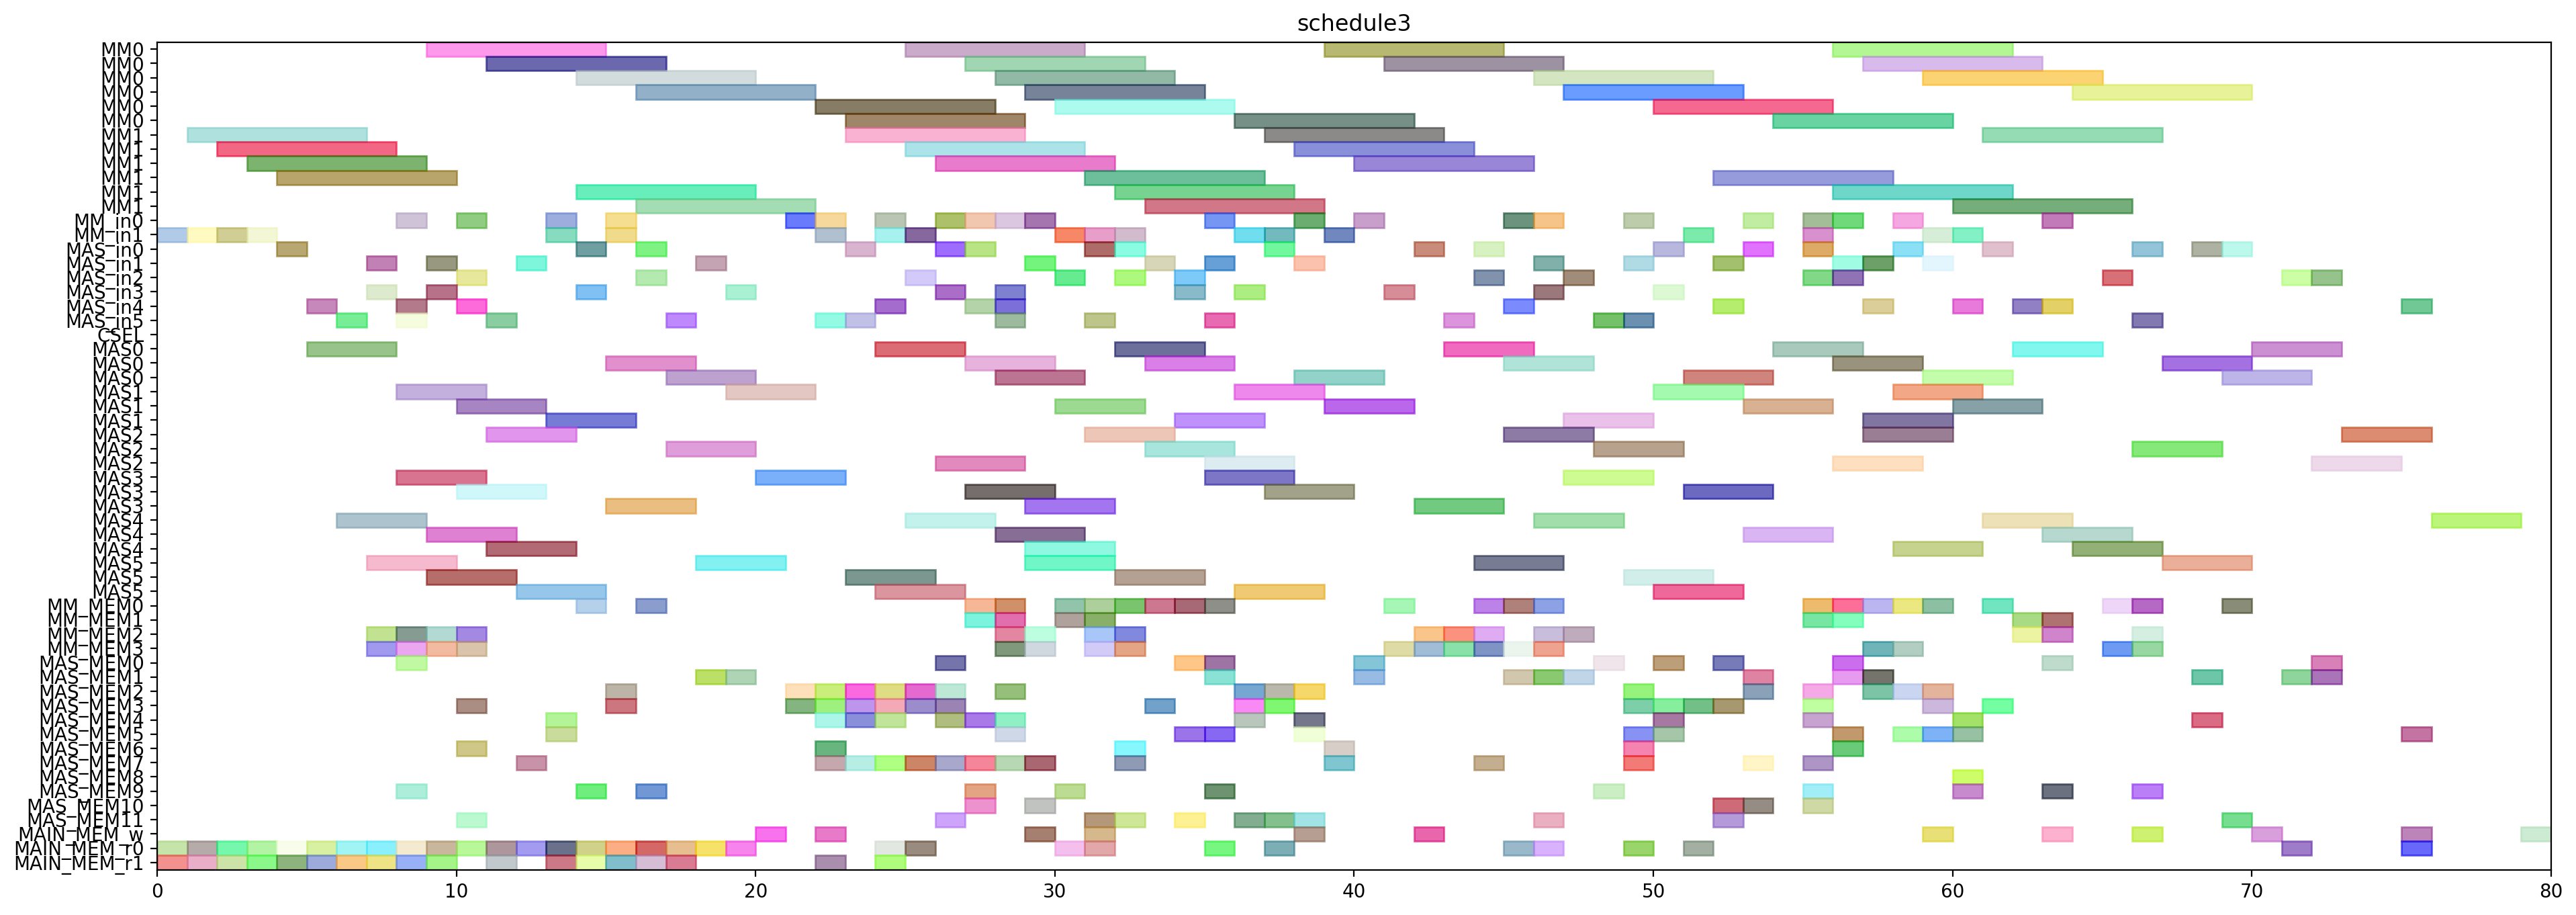 schedule3
MM0
MM0
MM0
MM0
MM0
MM0
MM1
MM1
MM1
MM1
MM1
MM1
MM_in0
MM_in1
MAS_in0
MAS_in1
MAS_in2
MAS_in3
MAS_in4
MAS_in5
CSEL
MAS0
MAS0
MAS0
MAS1
MAS1
MAS1
MAS2
MAS2
MAS2
MAS3
MAS3
MAS3
MAS4
MAS4
MAS4
MAS5
MAS5
MAS5
MM_MEM0
MM_MEM1
MM_MEM2
MM_MEM3
MAS_MEM0
MAS_MEM1
MAS_MEM2
MAS_MEM3
MAS_MEM4
MAS_MEM5
MAS_MEM6
MAS_MEM7
MAS_MEM8
MAS_MEM9
MAS_MEM10
MAS_MEM11
MAIN_MEM_w
MAIN_MEM_r0
MAIN_MEM_r1
0 10 20 30 40 50 60 70 80